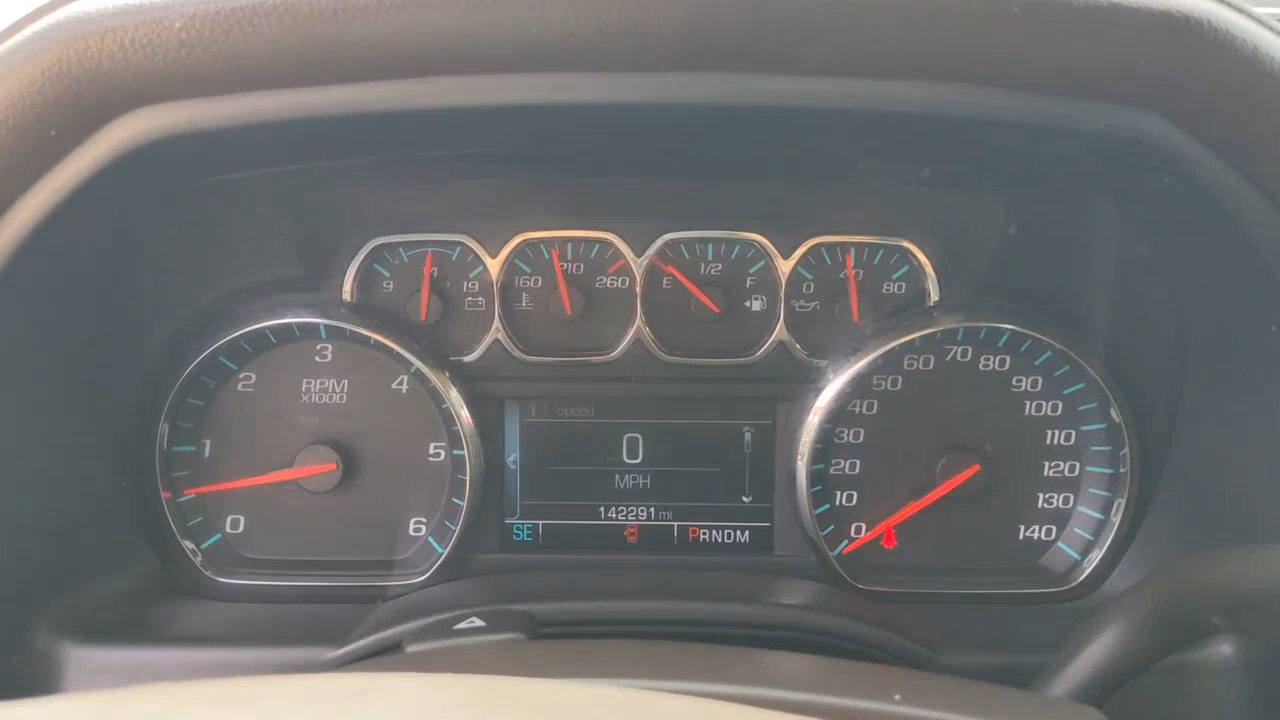 9 14 19
160 210 260
E 1/2 F
0 40 80
0 1 2 3 4 5 6
RPM
x1000
Speed
0
MPH
142291 mi
SE PRNDM
0 10 20 30 40 50 60 70 80 90 100 110 120 130 140